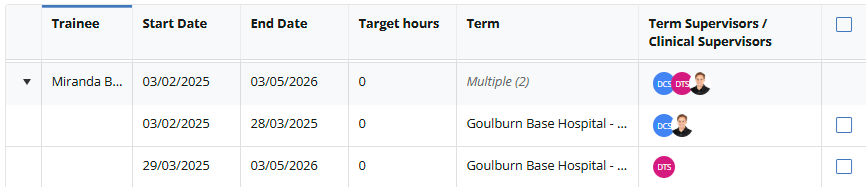 Trainee Start Date End Date Target hours Term Term Supervisors /
Clinical Supervisors
Miranda B... 03/02/2025 03/05/2026 0 Multiple (2) DCS DTS
03/02/2025 28/03/2025 0 Goulburn Base Hospital - ... DCS
29/03/2025 03/05/2026 0 Goulburn Base Hospital - ... DTS